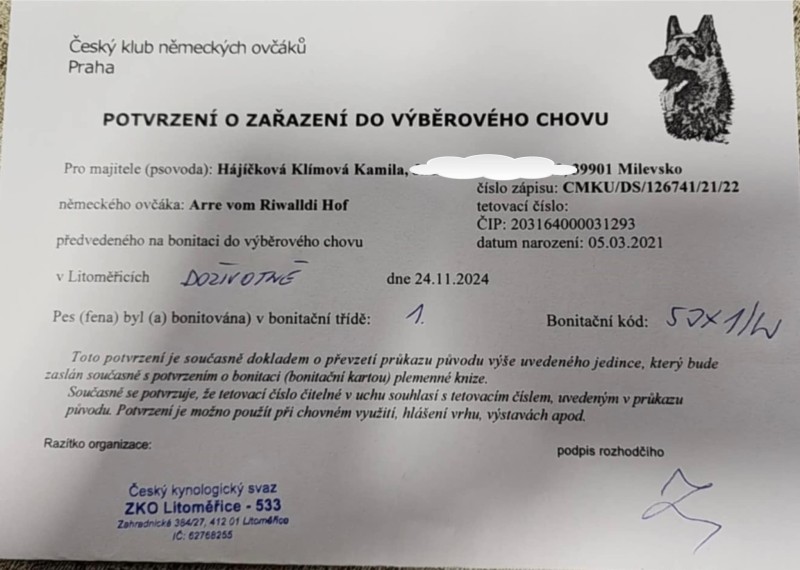 Český klub německých ovčáků
Praha
POTVRZENÍ O ZAŘAZENÍ DO VÝBĚROVÉHO CHOVU
Pro majitele (psovoda): Hájíčková Klímová Kamila, 39901 Milevsko
číslo zápisu: CMKU/DS/126741/21/22
německého ovčáka: Arre vom Riwalldi Hof
tetovací číslo:
ČIP: 203164000031293
předvedeného na bonitaci do výběrového chovu
datum narození: 05.03.2021
v Litoměřicích DOŽIVOTNĚ dne 24.11.2024
Pes (fena) byl (a) bonitována) v bonitační třídě: 1. Bonitační kód: 5JX1/W
Toto potvrzení je současně dokladem o převzetí průkazu původu výše uvedeného jedince, který bude
zaslán současně s potvrzením o bonitaci (bonitační kartou) plemenné knize.
Současně se potvrzuje, že tetovací číslo čitelné v uchu souhlasí s tetovacím číslem, uvedeným v průkazu
původu. Potvrzení je možno použít při chovném využití, hlášení vrhu, výstavách apod.
Razítko organizace:
podpis rozhodčího
Český kynologický svaz
ZKO Litoměřice - 533
Zahradnická 364/27, 412 01 Litoměřice
IČ: 62768255